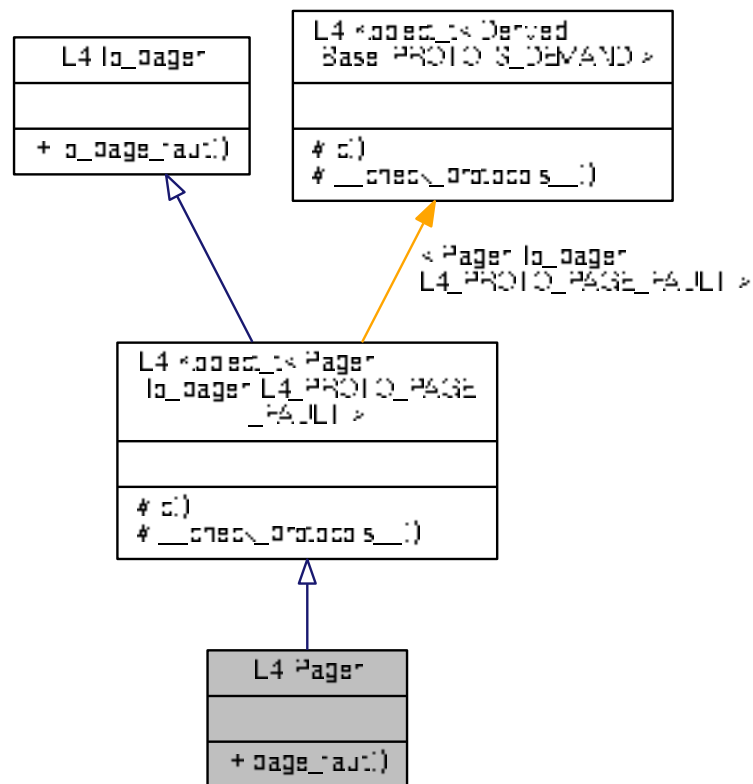 L4::Io_pager
+ io_page_fault()
L4::Kobject_t< Derived,
Base, PROTO, S_DEMAND >
# c()
# __check_protocols__()
< Pager, Io_pager,
L4_PROTO_PAGE_FAULT >
L4::Kobject_t< Pager,
Io_pager, L4_PROTO_PAGE
_FAULT >
# c()
# __check_protocols__()
L4::Pager
+ page_fault()